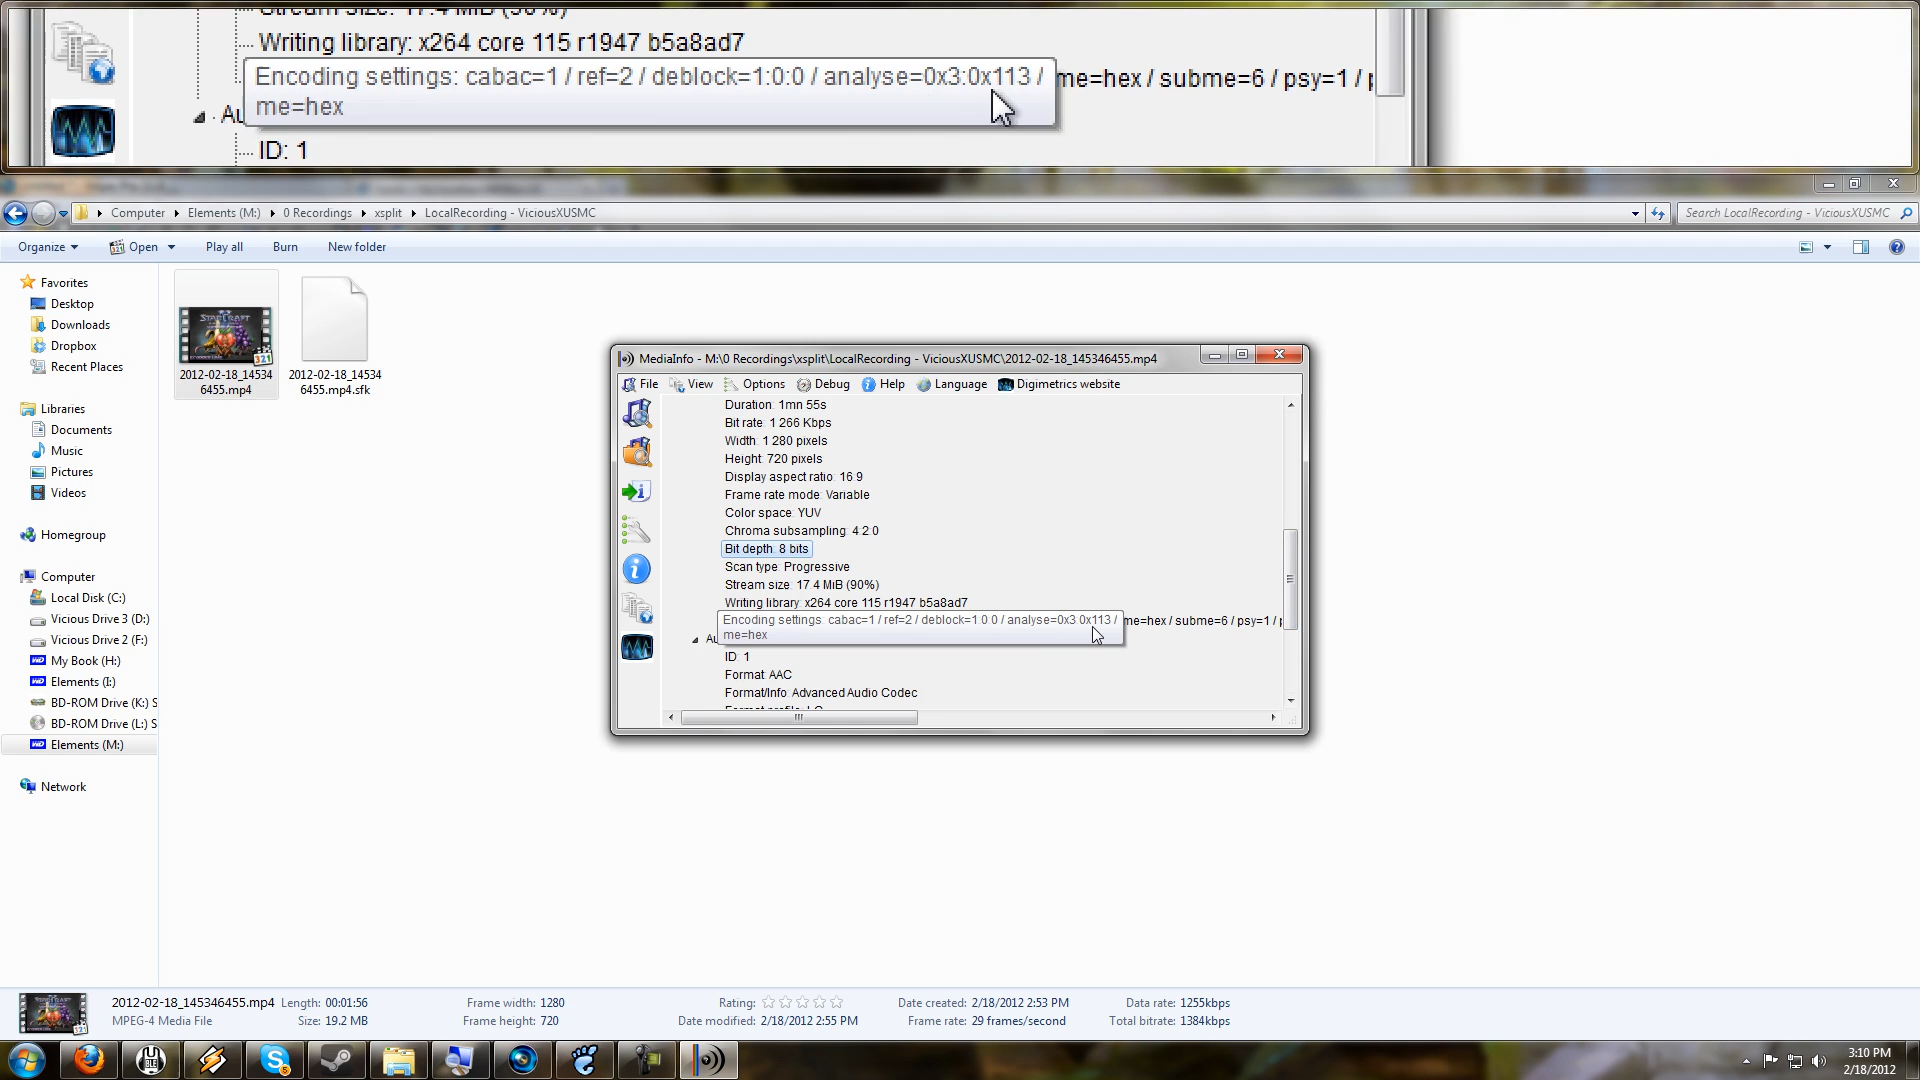 Writing library: x264 core 115 r1947 b5a8ad7
Encoding settings: cabac=1 / ref=2 / deblock=1:0:0 / analyse=0x3:0x113 /
me=hex
me=hex / subme=6 / psy=1 / p
Au
ID: 1
Computer
Elements (M:)
0 Recordings
xsplit
LocalRecording - ViciousXUSMC
Search LocalRecording - ViciousXUSMC
Organize
Open
Play all
Burn
New folder
Favorites
Desktop
Downloads
Dropbox
Recent Places
Libraries
Documents
Music
Pictures
Videos
Homegroup
Computer
Local Disk (C:)
Vicious Drive 3 (D:)
Vicious Drive 2 (F:)
My Book (H:)
Elements (I:)
BD-ROM Drive (K:) S
BD-ROM Drive (L:) S
Elements (M:)
Network
STARCRAFT
2012-02-18_14534
6455.mp4
2012-02-18_14534
6455.mp4.sfk
MediaInfo - M:\0 Recordings\xsplit\LocalRecording - ViciousXUSMC\2012-02-18_145346455.mp4
File
View
Options
Debug
Help
Language
Digimetrics website
Duration: 1mn 55s
Bit rate: 1 266 Kbps
Width: 1 280 pixels
Height: 720 pixels
Display aspect ratio: 16:9
Frame rate mode: Variable
Color space: YUV
Chroma subsampling: 4:2:0
Bit depth: 8 bits
Scan type: Progressive
Stream size: 17.4 MiB (90%)
Writing library: x264 core 115 r1947 b5a8ad7
Encoding settings: cabac=1 / ref=2 / deblock=1:0:0 / analyse=0x3:0x113 /
me=hex
me=hex / subme=6 / psy=1 / p
Au
ID: 1
Format: AAC
Format/Info: Advanced Audio Codec
2012-02-18_145346455.mp4
MPEG-4 Media File
Length: 00:01:56
Size: 19.2 MB
Frame width: 1280
Frame height: 720
Rating:
Date modified: 2/18/2012 2:55 PM
Date created: 2/18/2012 2:53 PM
Frame rate: 29 frames/second
Data rate: 1255kbps
Total bitrate: 1384kbps
3:10 PM
2/18/2012